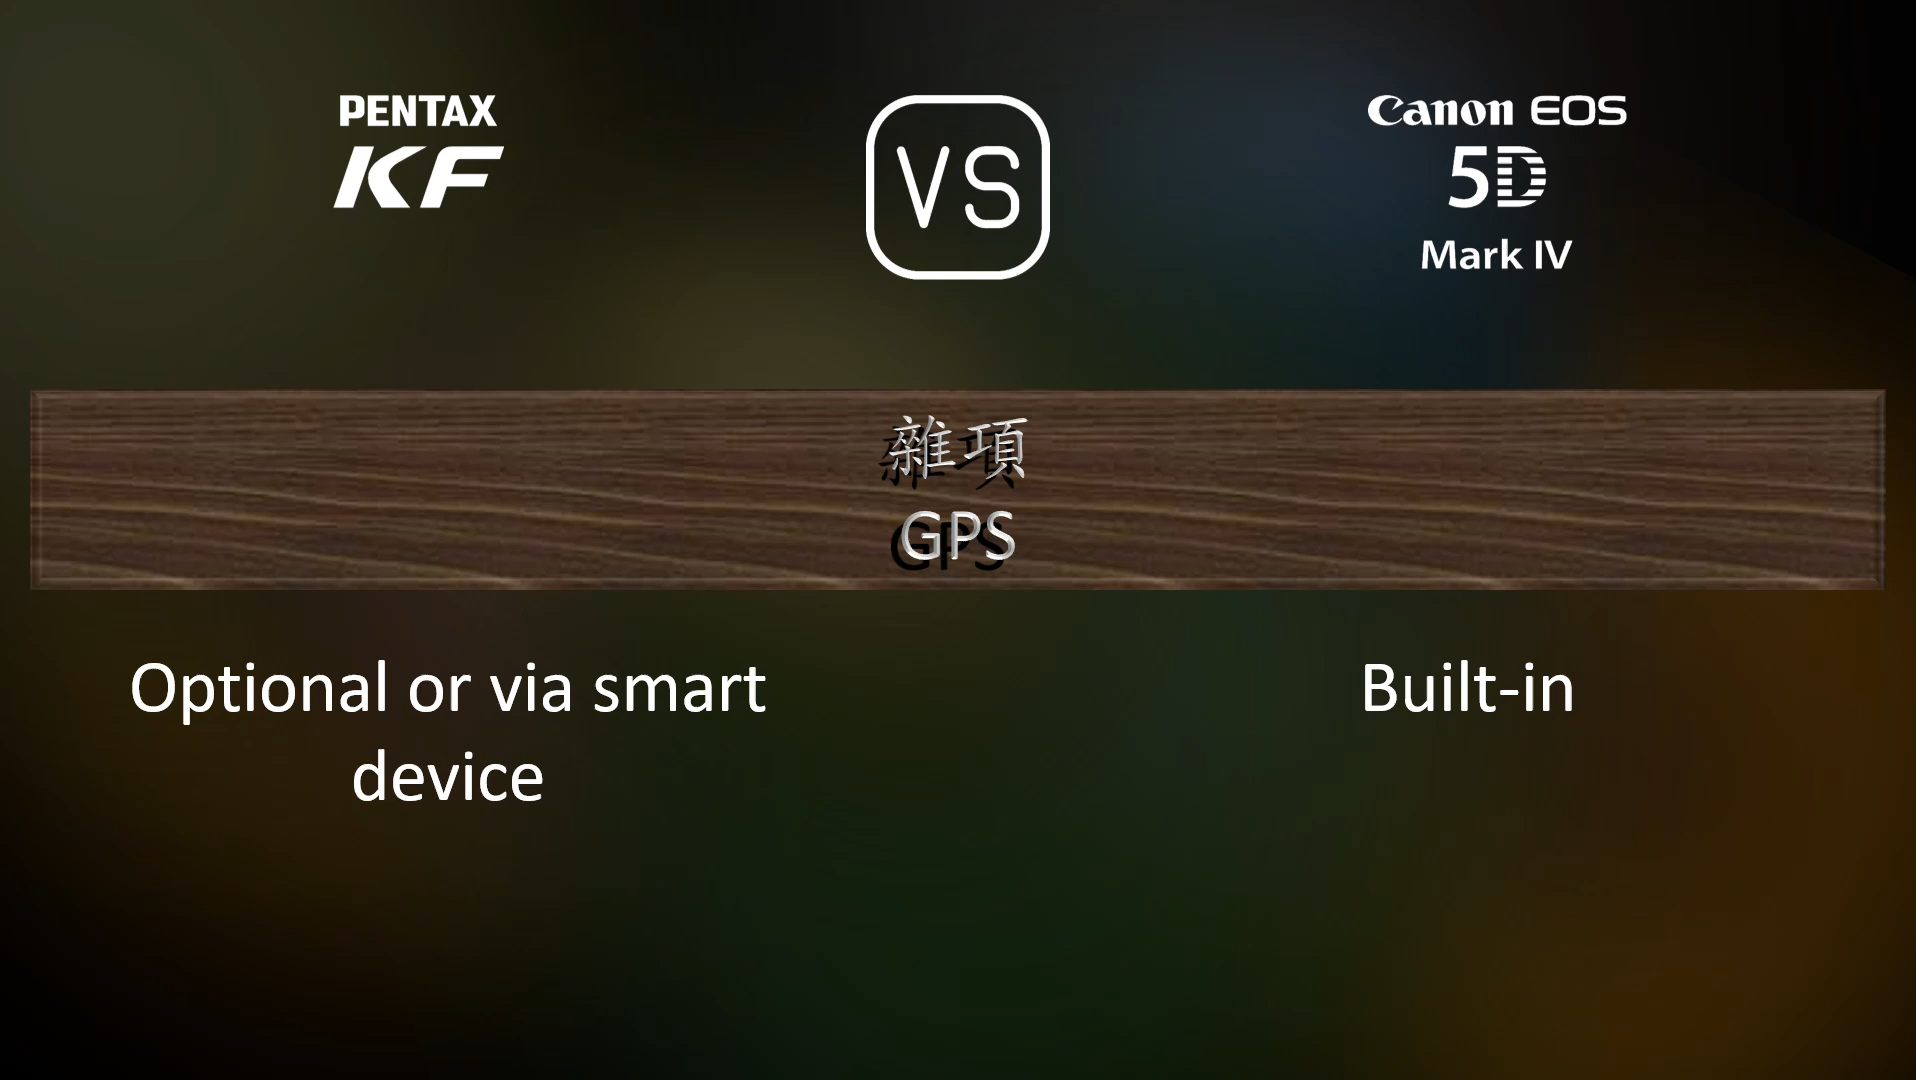 PENTAX
KF
VS
Canon EOS
5D
Mark IV
雜項
GPS
Optional or via smart
device
Built-in